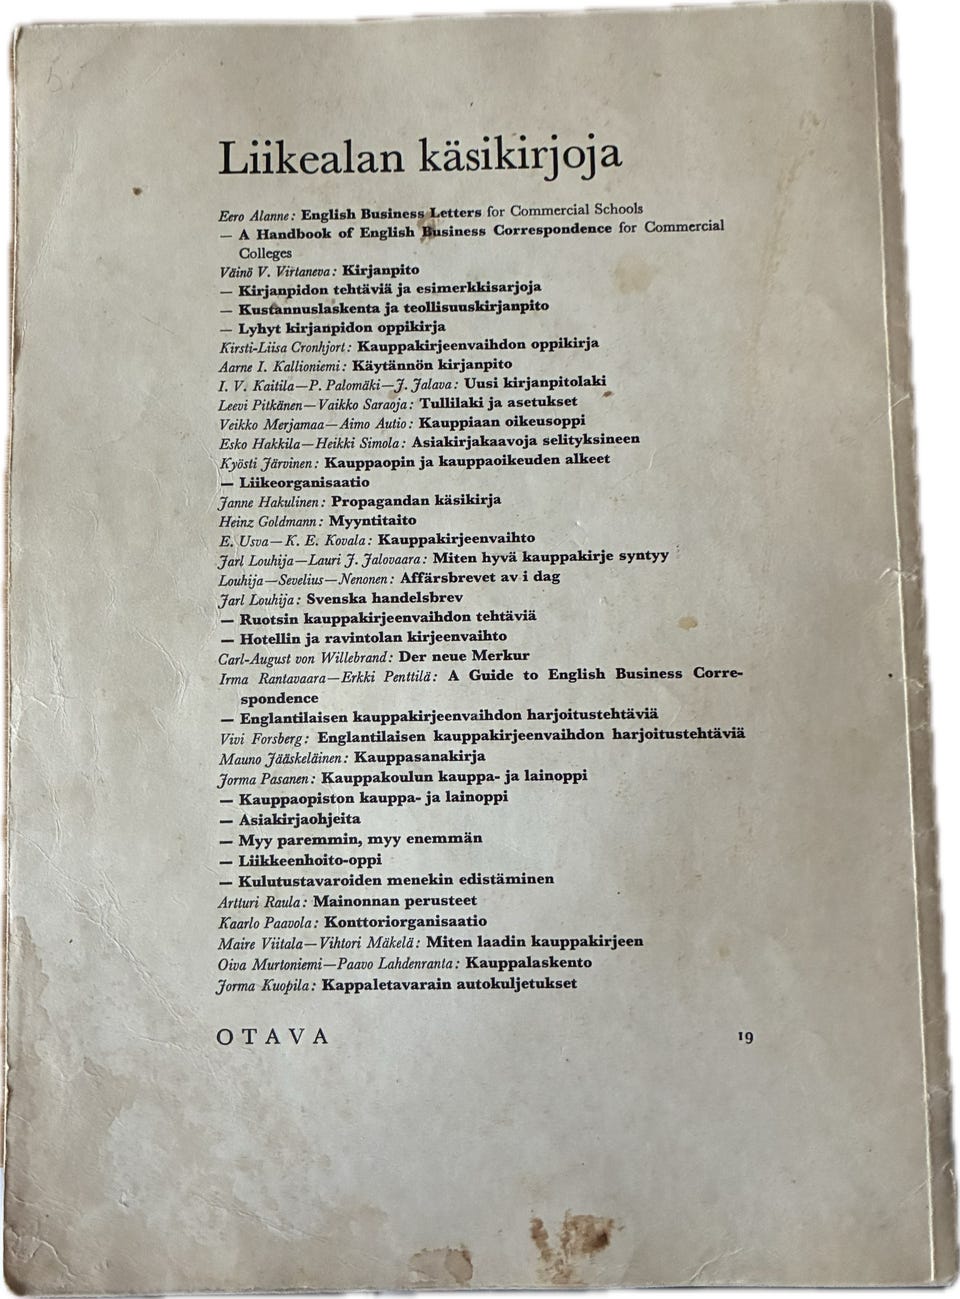 Liikealan käsikirjoja
Eero Alanne: English Business Letters for Commercial Schools
— A Handbook of English Business Correspondence for Commercial
Colleges
Väinö V. Virtaneva: Kirjanpito
— Kirjanpidon tehtäviä ja esimerkkisarjoja
— Kustannuslaskenta ja teollisuuskirjanpito
— Lyhyt kirjanpidon oppikirja
Kirsti-Liisa Cronhjort: Kauppakirjeenvaihdon oppikirja
Aarne I. Kallioniemi: Käytännön kirjanpito
I. V. Kaitila—P. Palomäki—J. Jalava: Uusi kirjanpitolaki
Leevi Pitkänen—Vaikko Saraoja: Tullilaki ja asetukset
Veikko Merjamaa—Aimo Autio: Kauppiaan oikeusoppi
Esko Hakkila—Heikki Simola: Asiakirjakaavoja selityksineen
Kyösti Järvinen: Kauppaopin ja kauppaoikeuden alkeet
— Liikeorganisaatio
Janne Hakulinen: Propagandan käsikirja
Heinz Goldmann: Myyntitaito
E. Usva—K. E. Kovala: Kauppakirjeenvaihto
Jarl Louhija—Lauri J. Jalovaara: Miten hyvä kauppakirje syntyy
Louhija—Sevelius—Nenonen: Affärsbrevet av i dag
Jarl Louhija: Svenska handelsbrev
— Ruotsin kauppakirjeenvaihdon tehtäviä
— Hotellin ja ravintolan kirjeenvaihto
Carl-August von Willebrand: Der neue Merkur
Irma Rantavaara—Erkki Penttilä: A Guide to English Business Corre-
spondence
— Englantilaisen kauppakirjeenvaihdon harjoitustehtäviä
Vivi Forsberg: Englantilaisen kauppakirjeenvaihdon harjoitustehtäviä
Mauno Jääskeläinen: Kauppasanakirja
Jorma Pasanen: Kauppakoulun kauppa- ja lainoppi
— Kauppaopiston kauppa- ja lainoppi
— Asiakirjaohjeita
— Myy paremmin, myy enemmän
— Liikkeenhoito-oppi
— Kulutustavaroiden menekin edistäminen
Artturi Raula: Mainonnan perusteet
Kaarlo Paavola: Konttoriorganisaatio
Maire Viitala—Vihtori Mäkelä: Miten laadin kauppakirjeen
Oiva Murtoniemi—Paavo Lahdenranta: Kauppalaskento
Jorma Kuopila: Kappaletavarain autokuljetukset
OTAVA 19